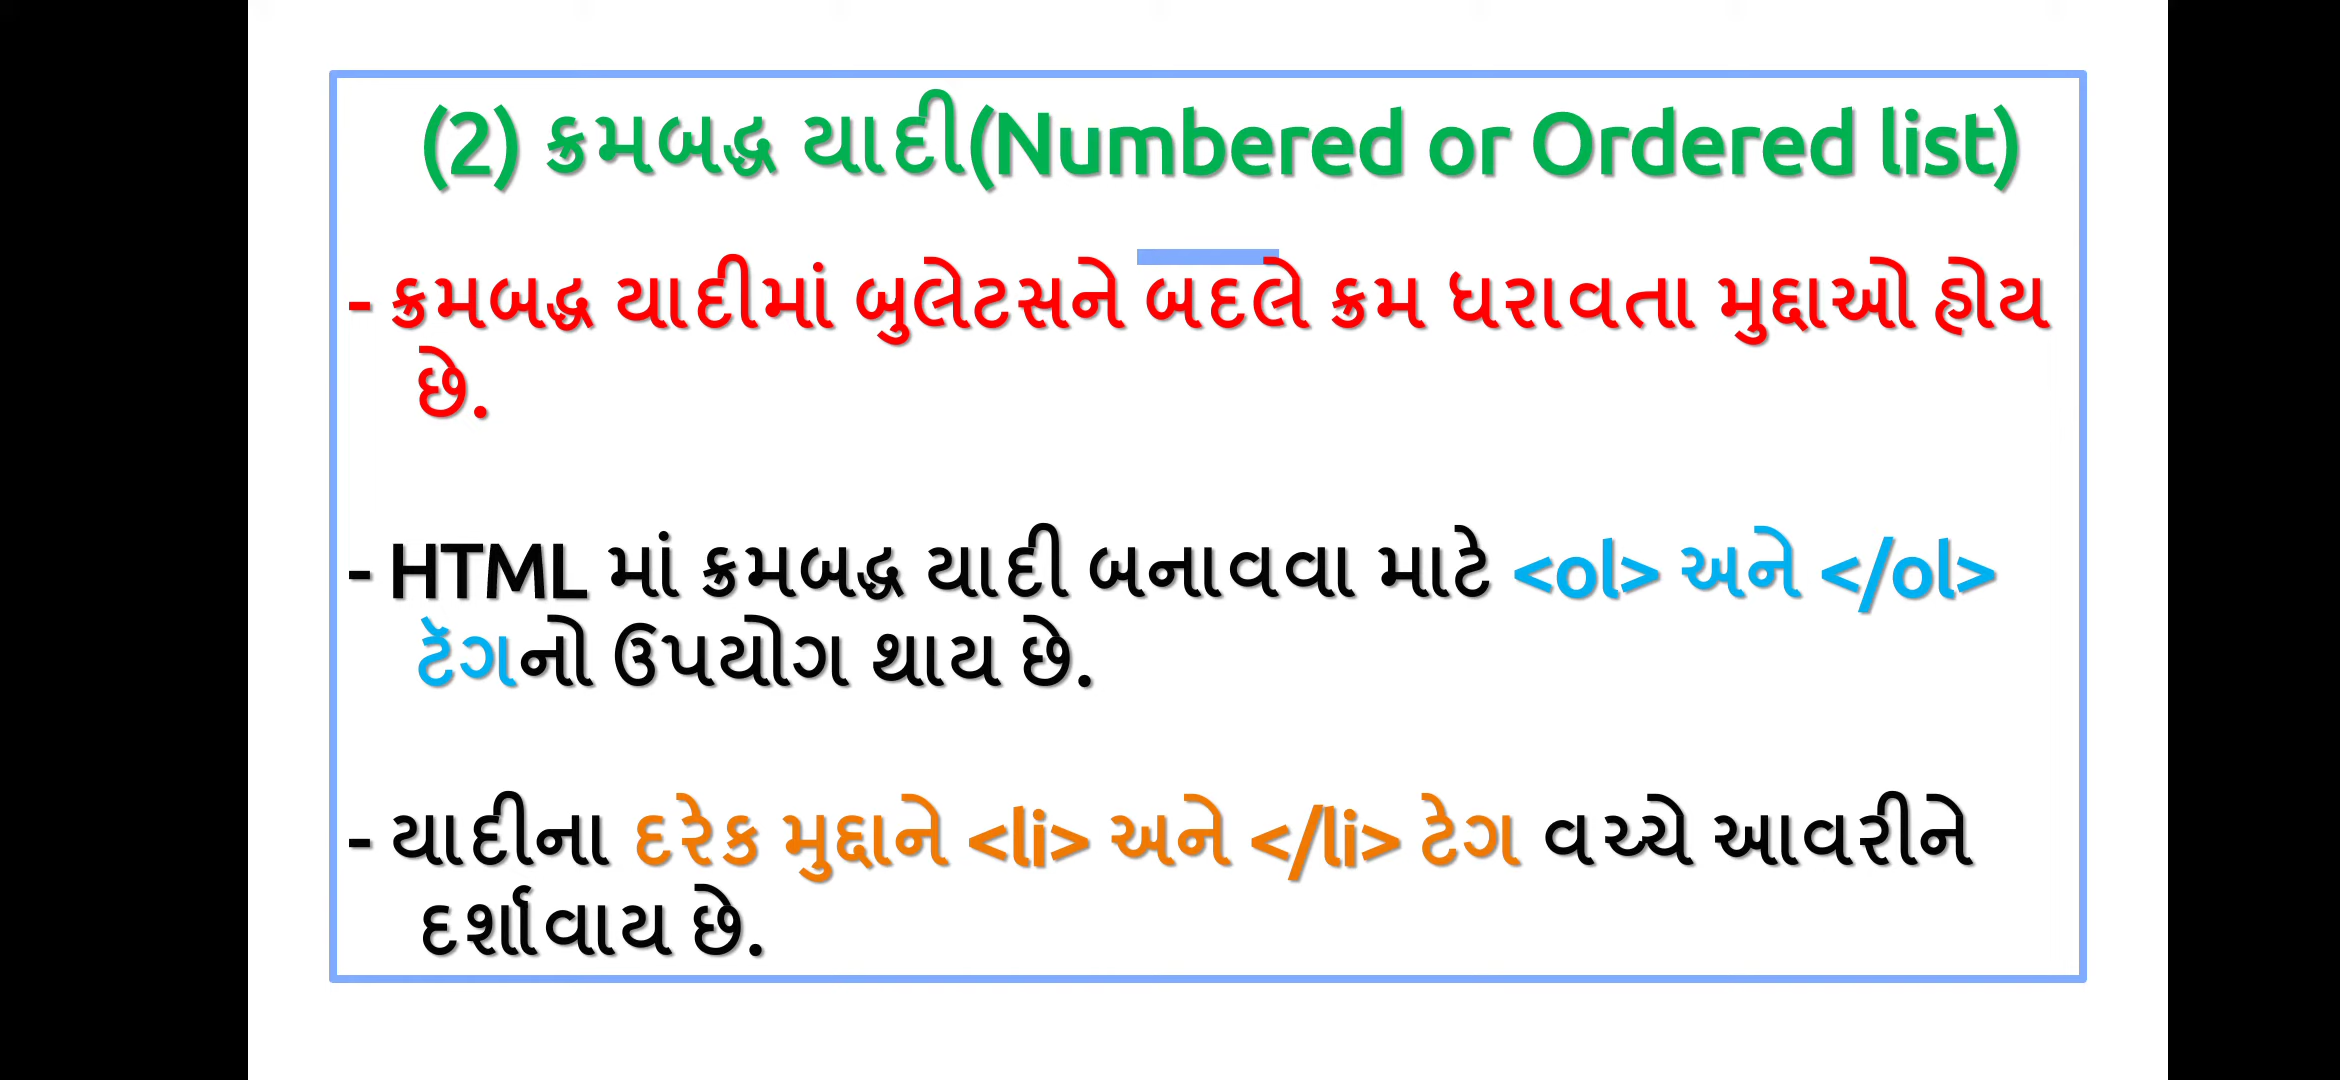 (2) ક્રમબદ્ધ યાદી(Numbered or Ordered list)
- ક્રમબદ્ધ યાદીમાં બુલેટસને બદલે ક્રમ ધરાવતા મુદ્દાઓ હોય
છે.
- HTML માં ક્રમબદ્ધ યાદી બનાવવા માટે <ol> અને </ol>
ટૅગનો ઉપયોગ થાય છે.
- યાદીના દરેક મુદ્દાને <li> અને </li> ટેગ વચ્ચે આવરીને
દર્શાવાય છે.